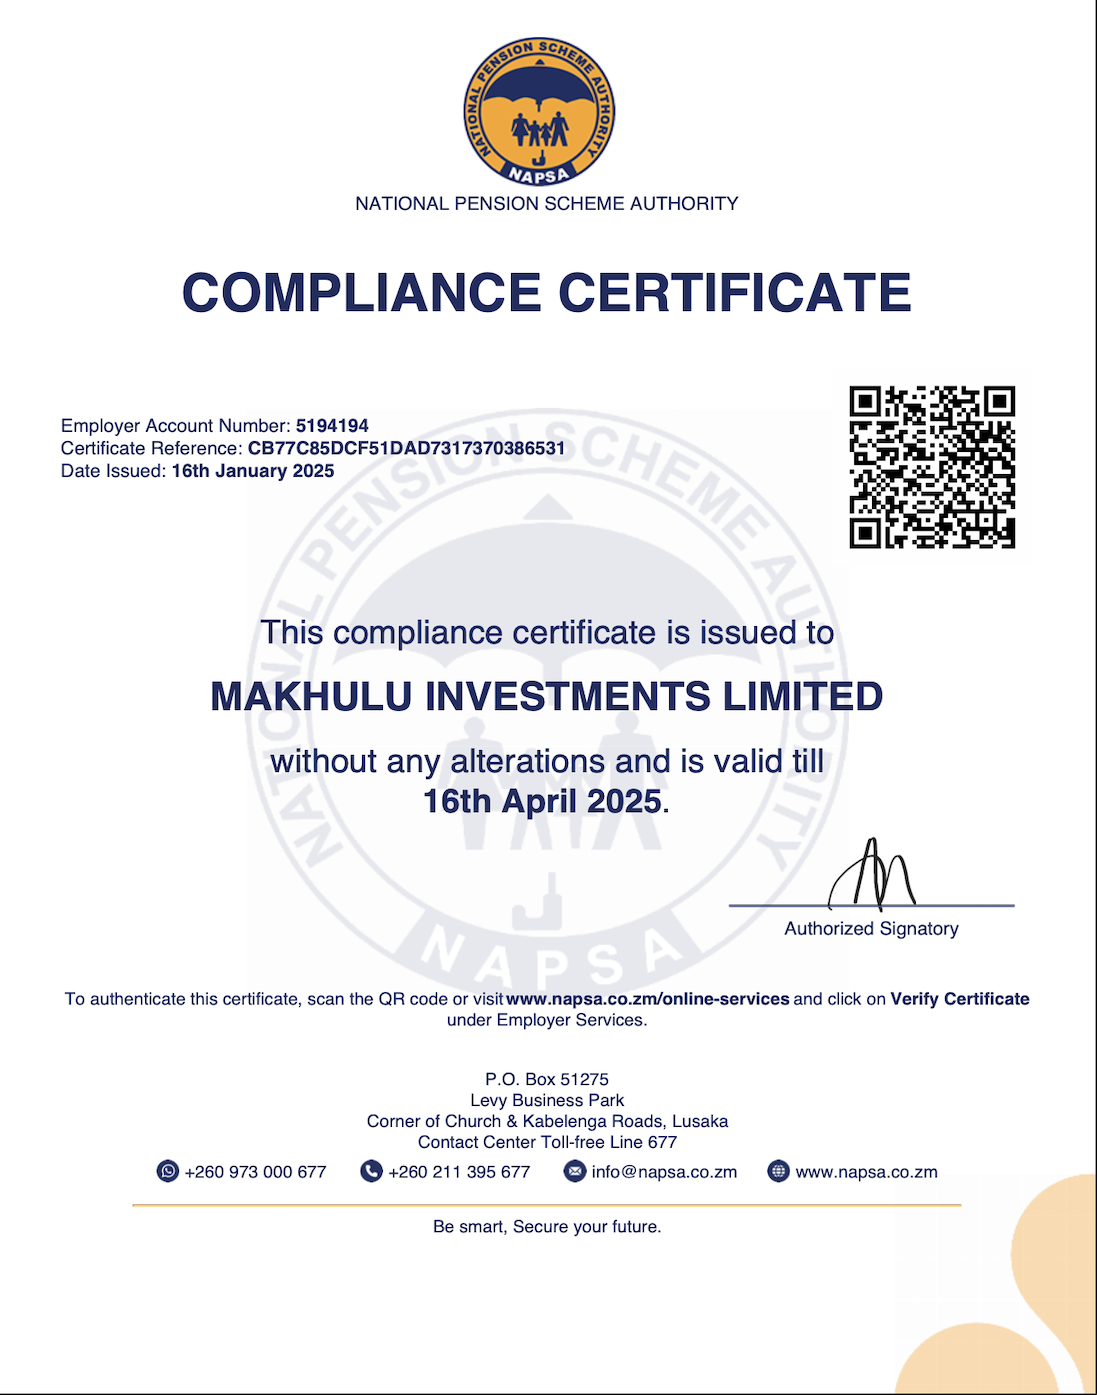 NATIONAL PENSION SCHEME AUTHORITY
NAPSA
NATIONAL PENSION SCHEME AUTHORITY
COMPLIANCE CERTIFICATE
Employer Account Number: 5194194
Certificate Reference: CB77C85DCF51DAD7317370386531
Date Issued: 16th January 2025
NATIONAL PENSION SCHEME AUTHORITY
NAPSA
This compliance certificate is issued to
MAKHULU INVESTMENTS LIMITED
without any alterations and is valid till
16th April 2025.
Authorized Signatory
To authenticate this certificate, scan the QR code or visit www.napsa.co.zm/online-services and click on Verify Certificate
under Employer Services.
P.O. Box 51275
Levy Business Park
Corner of Church & Kabelenga Roads, Lusaka
Contact Center Toll-free Line 677
+260 973 000 677 +260 211 395 677 info@napsa.co.zm www.napsa.co.zm
Be smart, Secure your future.